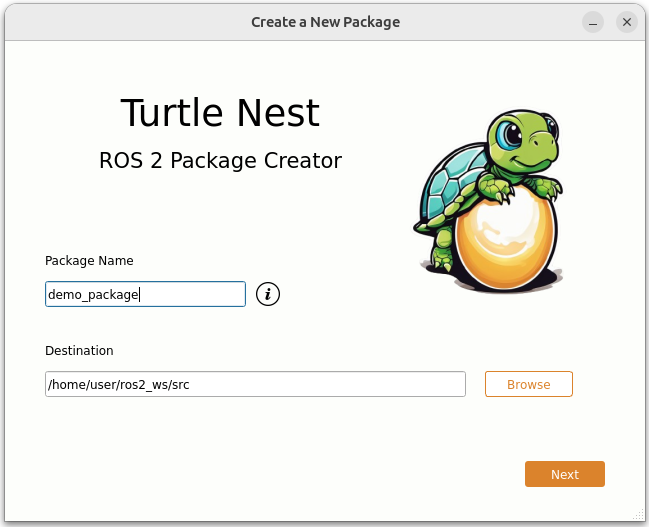 Create a New Package
Turtle Nest
ROS 2 Package Creator
Package Name
demo_package
i
Destination
/home/user/ros2_ws/src
Browse
Next